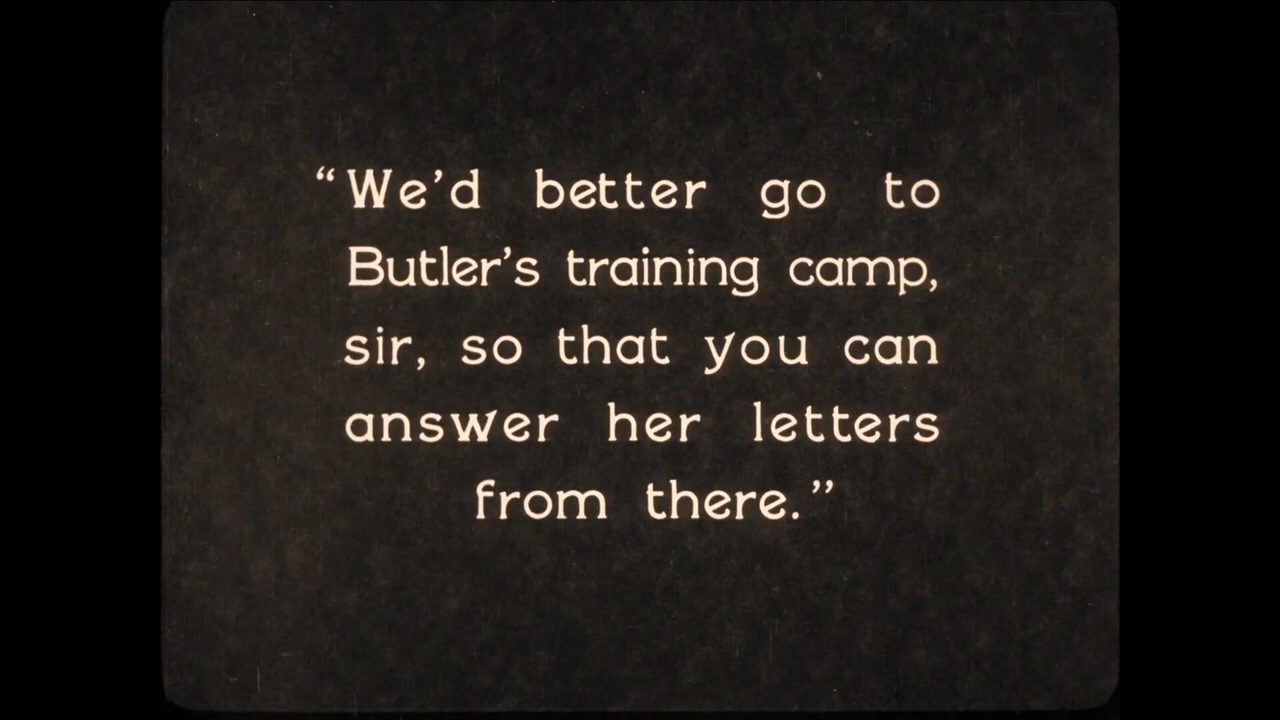 “We’d better go to
Butler’s training camp,
sir, so that you can
answer her letters
from there.”